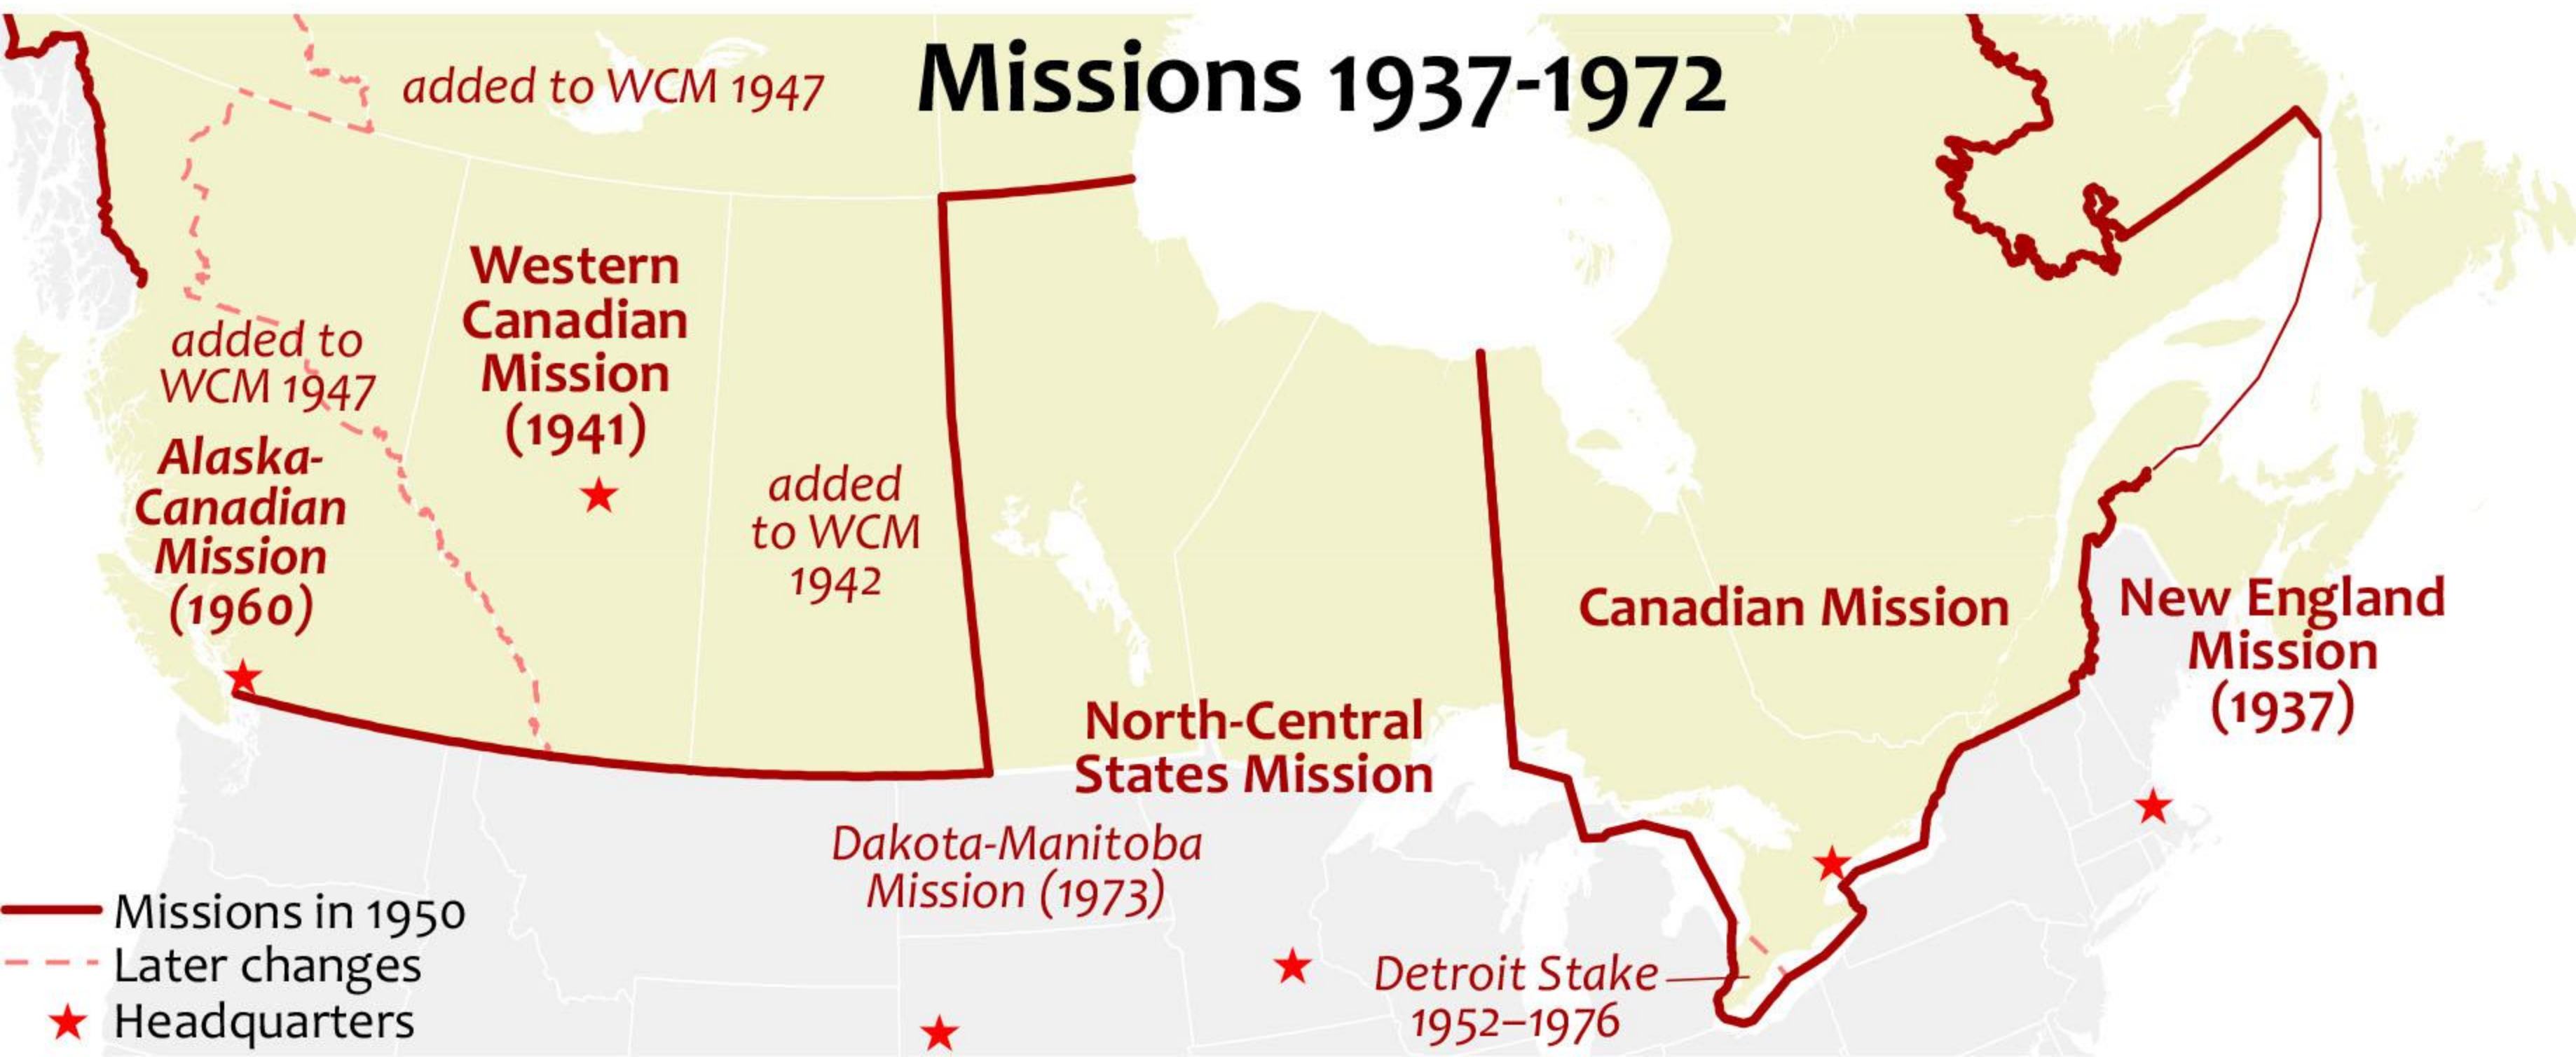 Missions 1937-1972
added to WCM 1947
Western
Canadian
Mission
(1941)
added to
WCM 1947
Alaska-
Canadian
Mission
(1960)
added
to WCM
1942
Canadian Mission
New England
Mission
(1937)
North-Central
States Mission
Dakota-Manitoba
Mission (1973)
Detroit Stake
1952–1976
Missions in 1950
Later changes
Headquarters